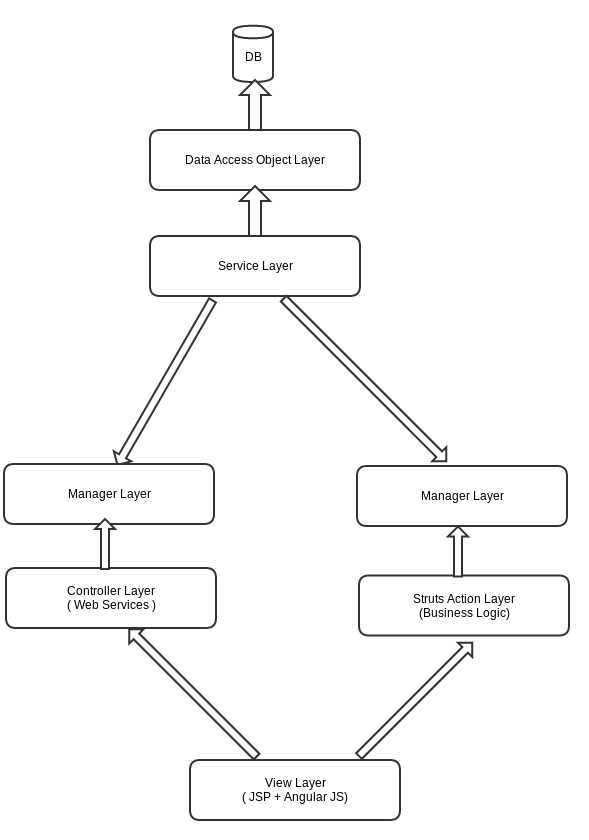 DB
Data Access Object Layer
Service Layer
Manager Layer
Manager Layer
Controller Layer
( Web Services )
Struts Action Layer
(Business Logic)
View Layer
( JSP + Angular JS)